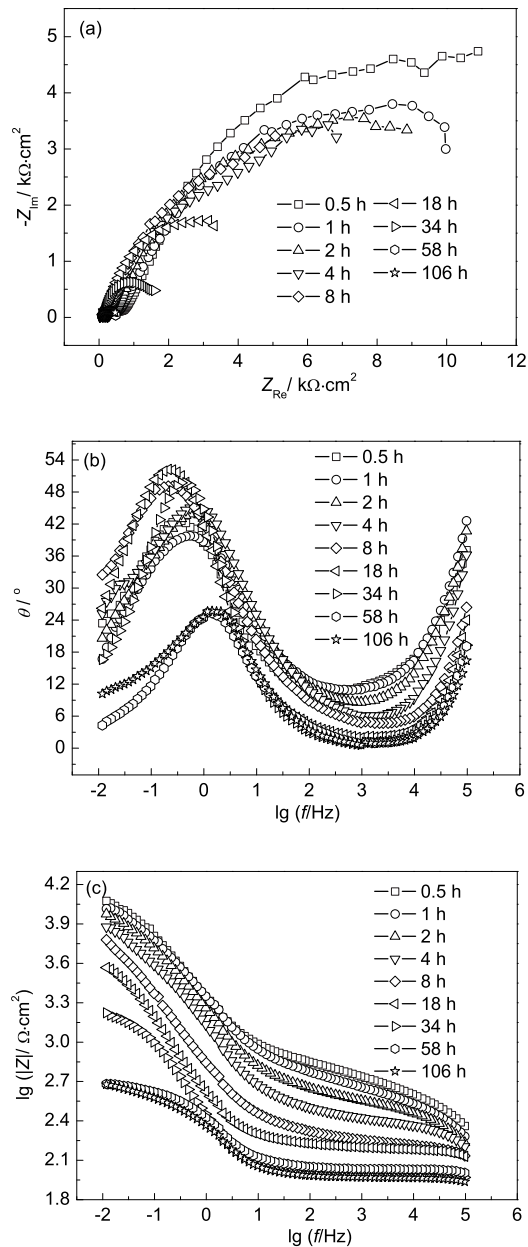 (a)
5
4
3
2
1
0
-Z_Im/ kΩ·cm²
0.5 h
1 h
2 h
4 h
8 h
18 h
34 h
58 h
106 h
0 2 4 6 8 10 12
Z_Re/ kΩ·cm²
(b)
54
48
42
36
30
24
18
12
6
0
θ / °
0.5 h
1 h
2 h
4 h
8 h
18 h
34 h
58 h
106 h
-2 -1 0 1 2 3 4 5 6
lg (f/Hz)
(c)
4.2
3.9
3.6
3.3
3.0
2.7
2.4
2.1
1.8
lg (|Z|/ Ω·cm²)
0.5 h
1 h
2 h
4 h
8 h
18 h
34 h
58 h
106 h
-2 -1 0 1 2 3 4 5 6
lg (f/Hz)